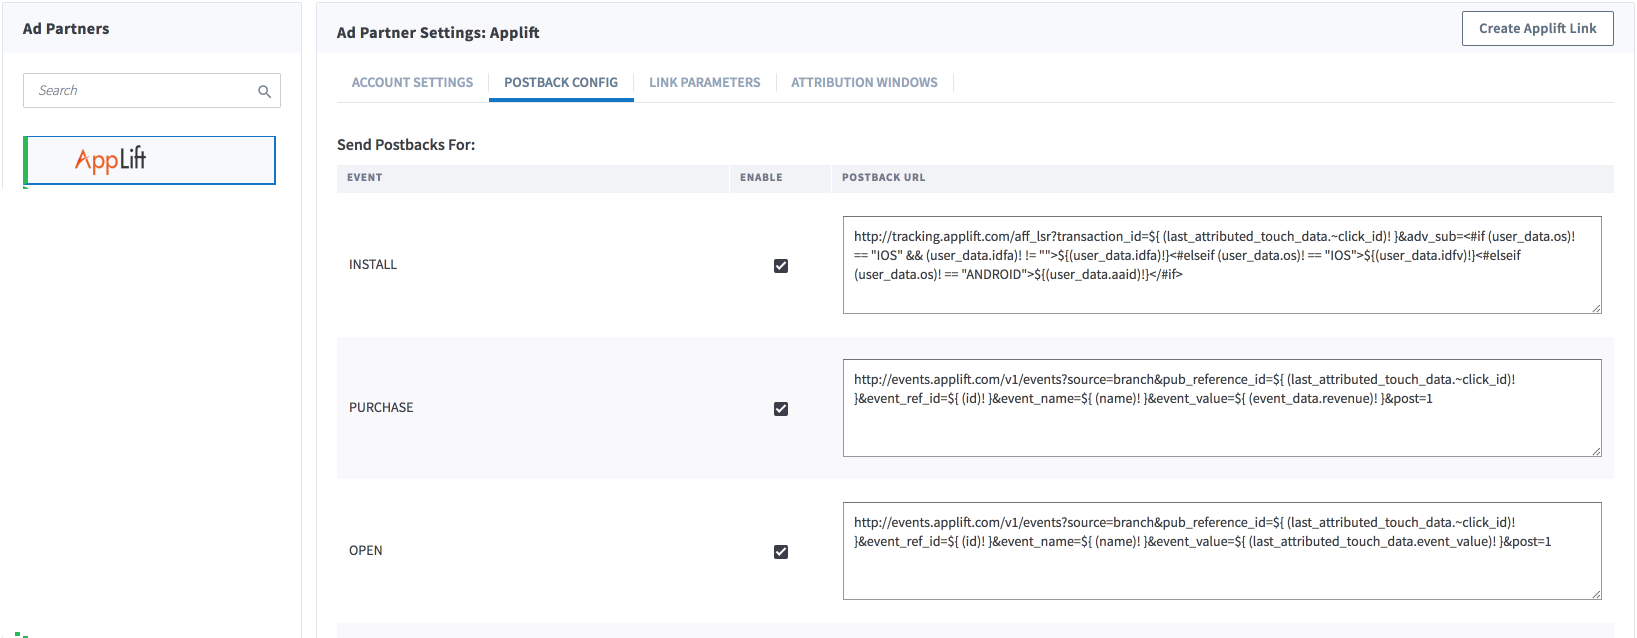 Ad Partners
Search
AppLift
Ad Partner Settings: Applift
Create Applift Link
ACCOUNT SETTINGS
POSTBACK CONFIG
LINK PARAMETERS
ATTRIBUTION WINDOWS
Send Postbacks For:
EVENT
ENABLE
POSTBACK URL
INSTALL
http://tracking.applift.com/aff_lsr?transaction_id=${ (last_attributed_touch_data.~click_id)! }&adv_sub=<#if (user_data.os)!
== "IOS" && (user_data.idfa)! != "">${(user_data.idfa)!}<#elseif (user_data.os)! == "IOS">${(user_data.idfv)!}<#elseif
(user_data.os)! == "ANDROID">${(user_data.aaid)!}</#if>
PURCHASE
http://events.applift.com/v1/events?source=branch&pub_reference_id=${ (last_attributed_touch_data.~click_id)!
}&event_ref_id=${ (id)! }&event_name=${ (name)! }&event_value=${ (event_data.revenue)! }&post=1
OPEN
http://events.applift.com/v1/events?source=branch&pub_reference_id=${ (last_attributed_touch_data.~click_id)!
}&event_ref_id=${ (id)! }&event_name=${ (name)! }&event_value=${ (last_attributed_touch_data.event_value)! }&post=1